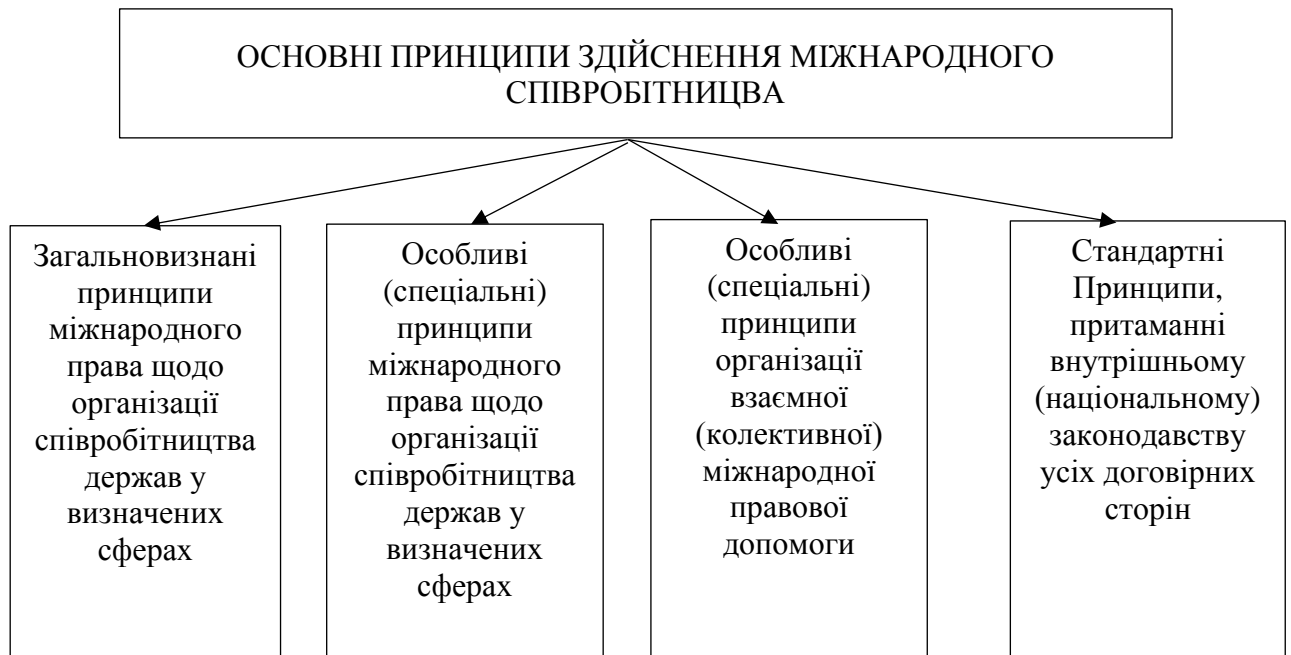 ОСНОВНІ ПРИНЦИПИ ЗДІЙСНЕННЯ МІЖНАРОДНОГО
СПІВРОБІТНИЦВА
Загальновизнані
принципи
міжнародного
права щодо
організації
співробітництва
держав у
визначених
сферах
Особливі
(спеціальні)
принципи
міжнародного
права щодо
організації
співробітництва
держав у
визначених
сферах
Особливі
(спеціальні)
принципи
організації
взаємної
(колективної)
міжнародної
правової
допомоги
Стандартні
Принципи,
притаманні
внутрішньому
(національному)
законодавству
усіх договірних
сторін